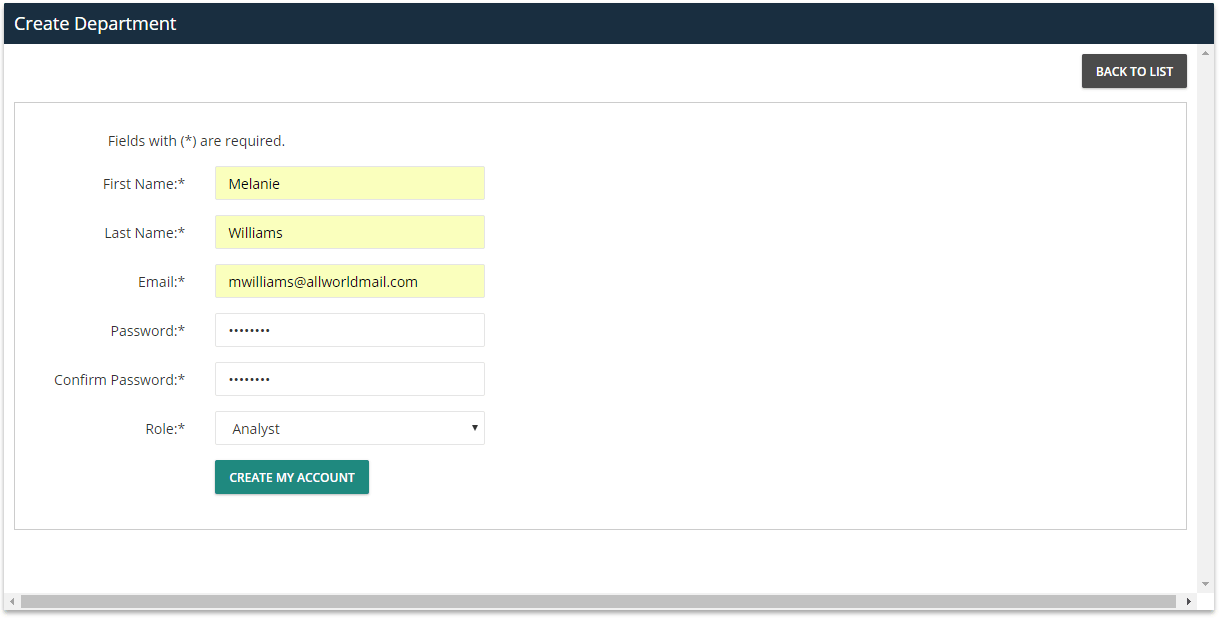 Create Department
BACK TO LIST
Fields with (*) are required.
First Name:* Melanie
Last Name:* Williams
Email:* mwilliams@allworldmail.com
Password:* ••••••••
Confirm Password:* ••••••••
Role:* Analyst
CREATE MY ACCOUNT